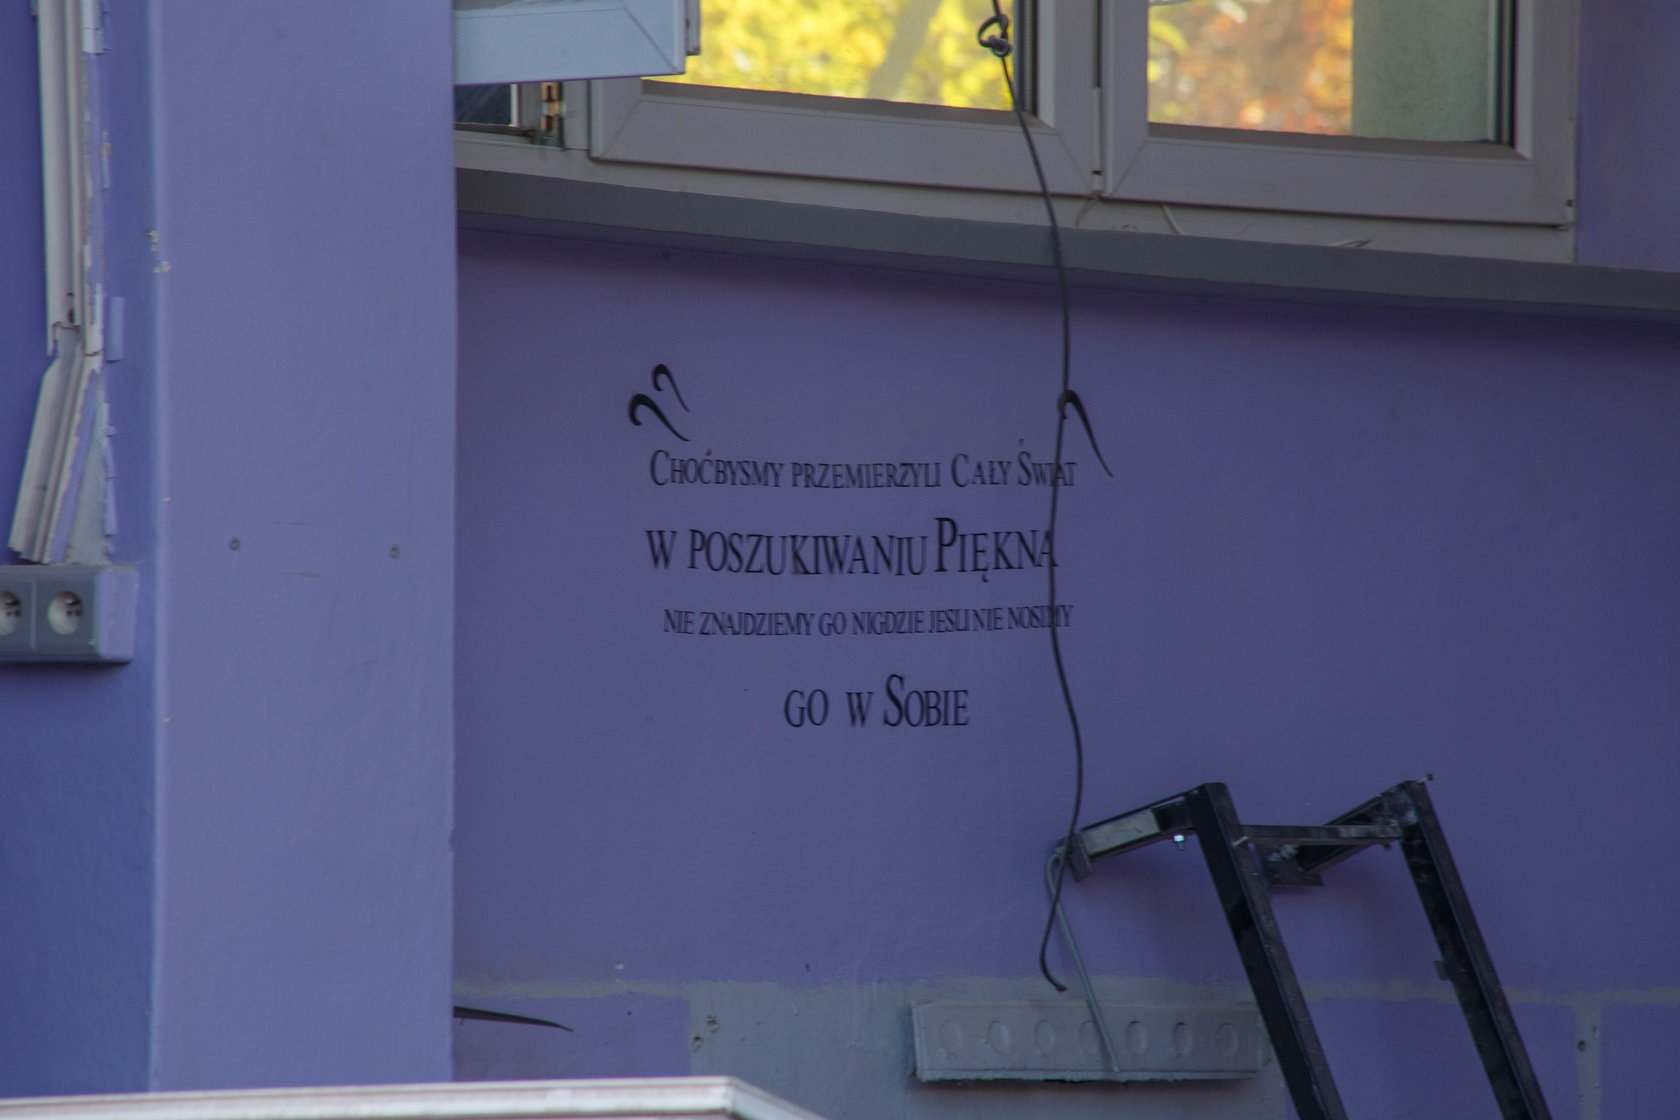 Choćbysmy przemierzyli Cały Świat
w poszukiwaniu Piękna
nie znajdziemy go nigdzie jesli nie nosimy
go w Sobie